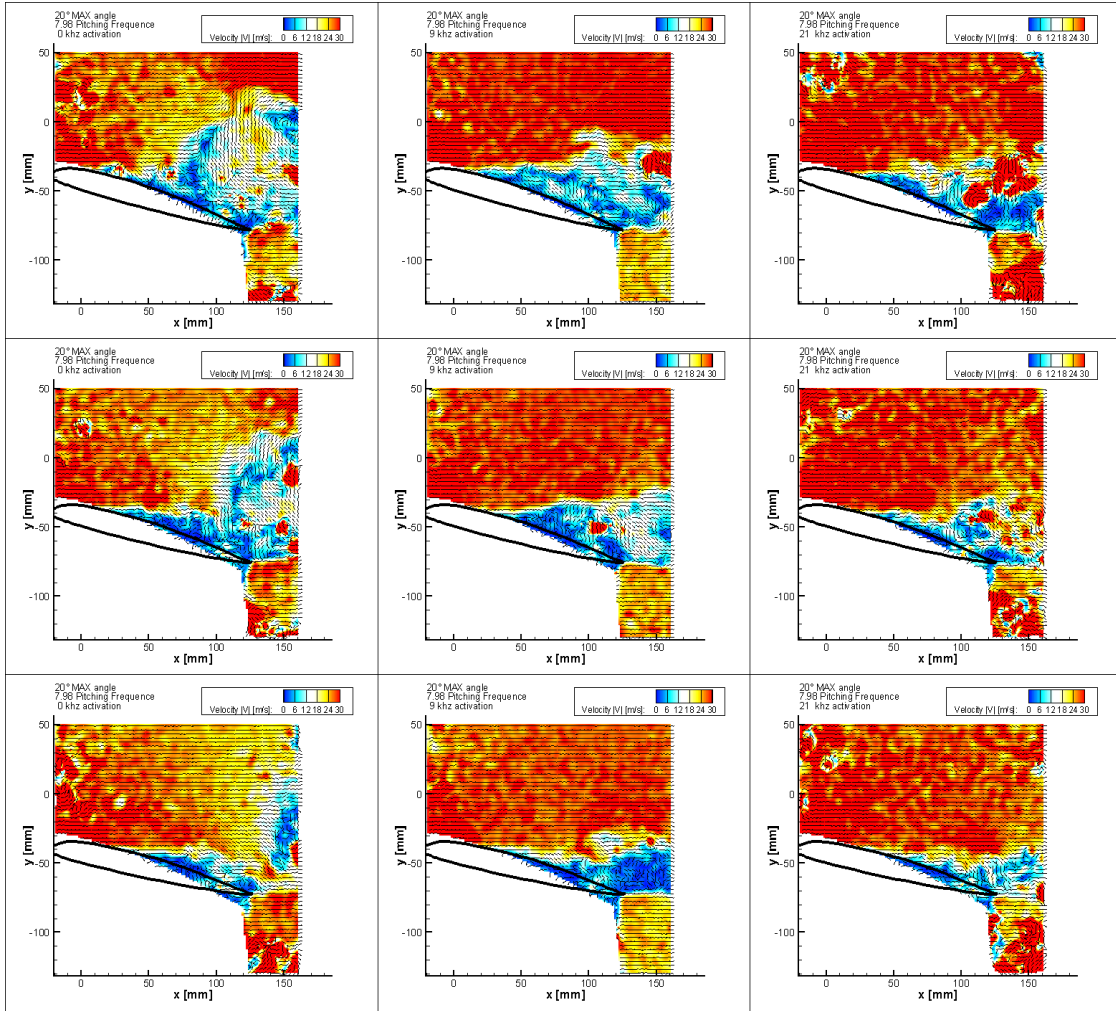 20° MAX angle
7.98 Pitching Frequency
0 khz activation
Velocity |V| [m/s]: 0 6 12 18 24 30
50
0
-50
-100
y [mm]
0 50 100 150
x [mm]
20° MAX angle
7.98 Pitching Frequency
9 khz activation
Velocity |V| [m/s]: 0 6 12 18 24 30
50
0
-50
-100
y [mm]
0 50 100 150
x [mm]
20° MAX angle
7.98 Pitching Frequency
21 khz activation
Velocity |V| [m/s]: 0 6 12 18 24 30
50
0
-50
-100
y [mm]
0 50 100 150
x [mm]
20° MAX angle
7.98 Pitching Frequency
0 khz activation
Velocity |V| [m/s]: 0 6 12 18 24 30
50
0
-50
-100
y [mm]
0 50 100 150
x [mm]
20° MAX angle
7.98 Pitching Frequency
9 khz activation
Velocity |V| [m/s]: 0 6 12 18 24 30
50
0
-50
-100
y [mm]
0 50 100 150
x [mm]
20° MAX angle
7.98 Pitching Frequency
21 khz activation
Velocity |V| [m/s]: 0 6 12 18 24 30
50
0
-50
-100
y [mm]
0 50 100 150
x [mm]
20° MAX angle
7.98 Pitching Frequency
0 khz activation
Velocity |V| [m/s]: 0 6 12 18 24 30
50
0
-50
-100
y [mm]
0 50 100 150
x [mm]
20° MAX angle
7.98 Pitching Frequency
9 khz activation
Velocity |V| [m/s]: 0 6 12 18 24 30
50
0
-50
-100
y [mm]
0 50 100 150
x [mm]
20° MAX angle
7.98 Pitching Frequency
21 khz activation
Velocity |V| [m/s]: 0 6 12 18 24 30
50
0
-50
-100
y [mm]
0 50 100 150
x [mm]